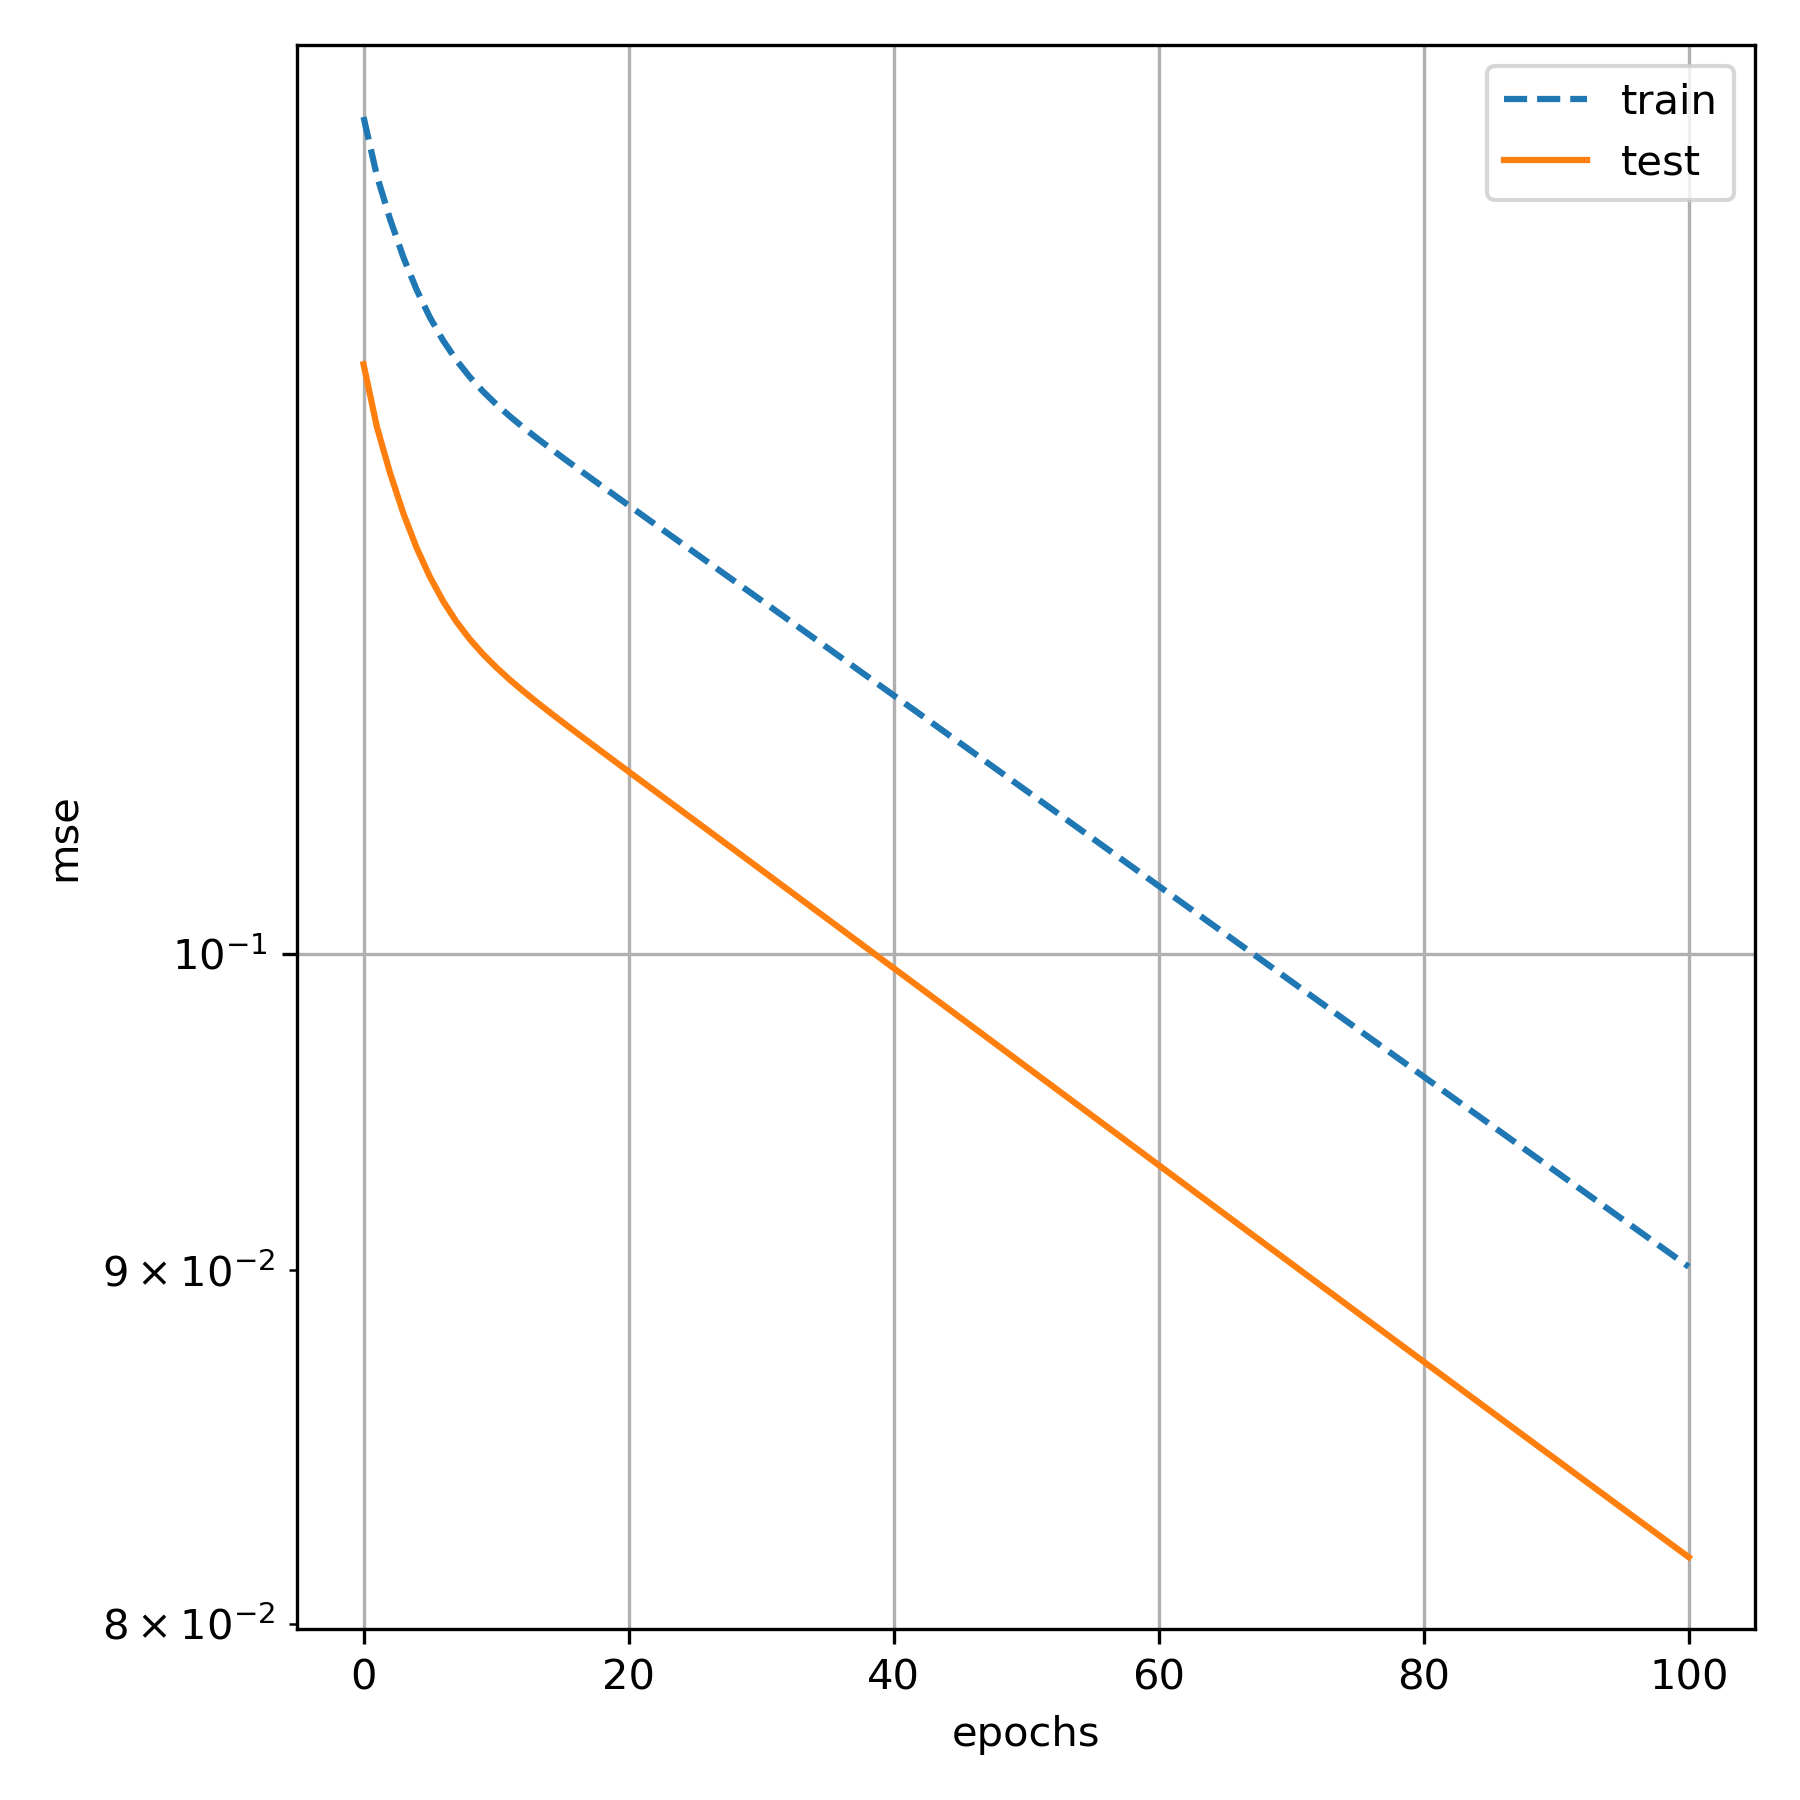 train
test
mse
10⁻¹
9 × 10⁻²
8 × 10⁻²
0 20 40 60 80 100
epochs